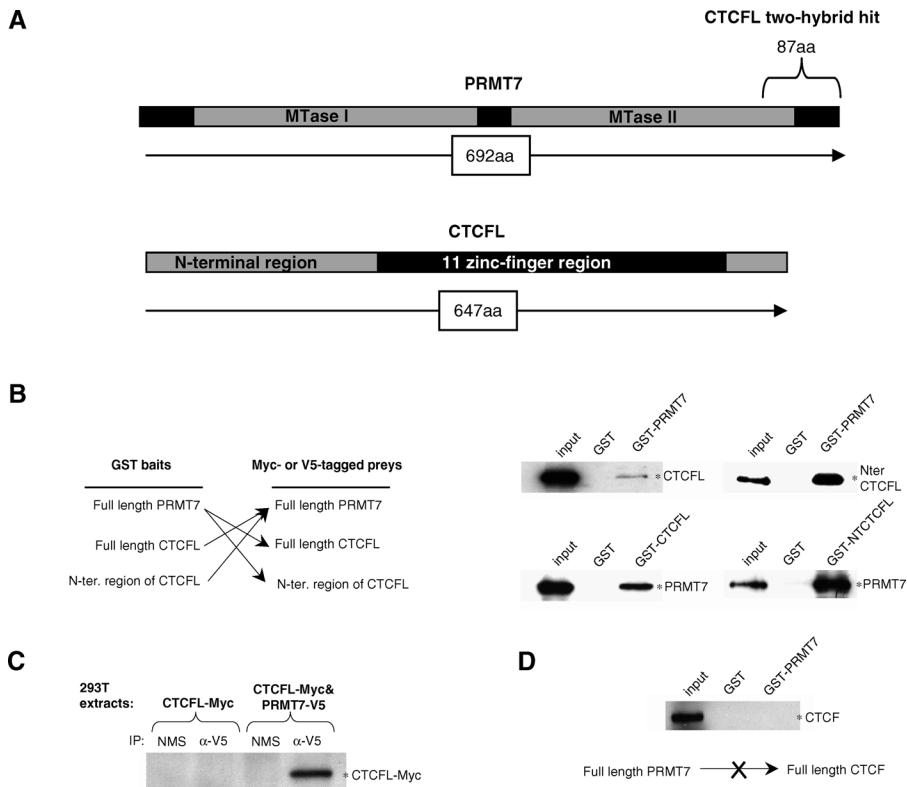 A
CTCFL two-hybrid hit
87aa
PRMT7
MTase I
MTase II
692aa
CTCFL
N-terminal region
11 zinc-finger region
647aa
B
GST baits
Myc- or V5-tagged preys
Full length PRMT7
Full length PRMT7
Full length CTCFL
Full length CTCFL
N-ter. region of CTCFL
N-ter. region of CTCFL
input
GST
GST-PRMT7
* CTCFL
input
GST
GST-PRMT7
* Nter
CTCFL
input
GST
GST-CTCFL
* PRMT7
input
GST
GST-NTCTCFL
* PRMT7
C
293T
extracts:
CTCFL-Myc
CTCFL-Myc&
PRMT7-V5
IP:
NMS
α-V5
NMS
α-V5
* CTCFL-Myc
D
input
GST
GST-PRMT7
* CTCF
Full length PRMT7
Full length CTCF